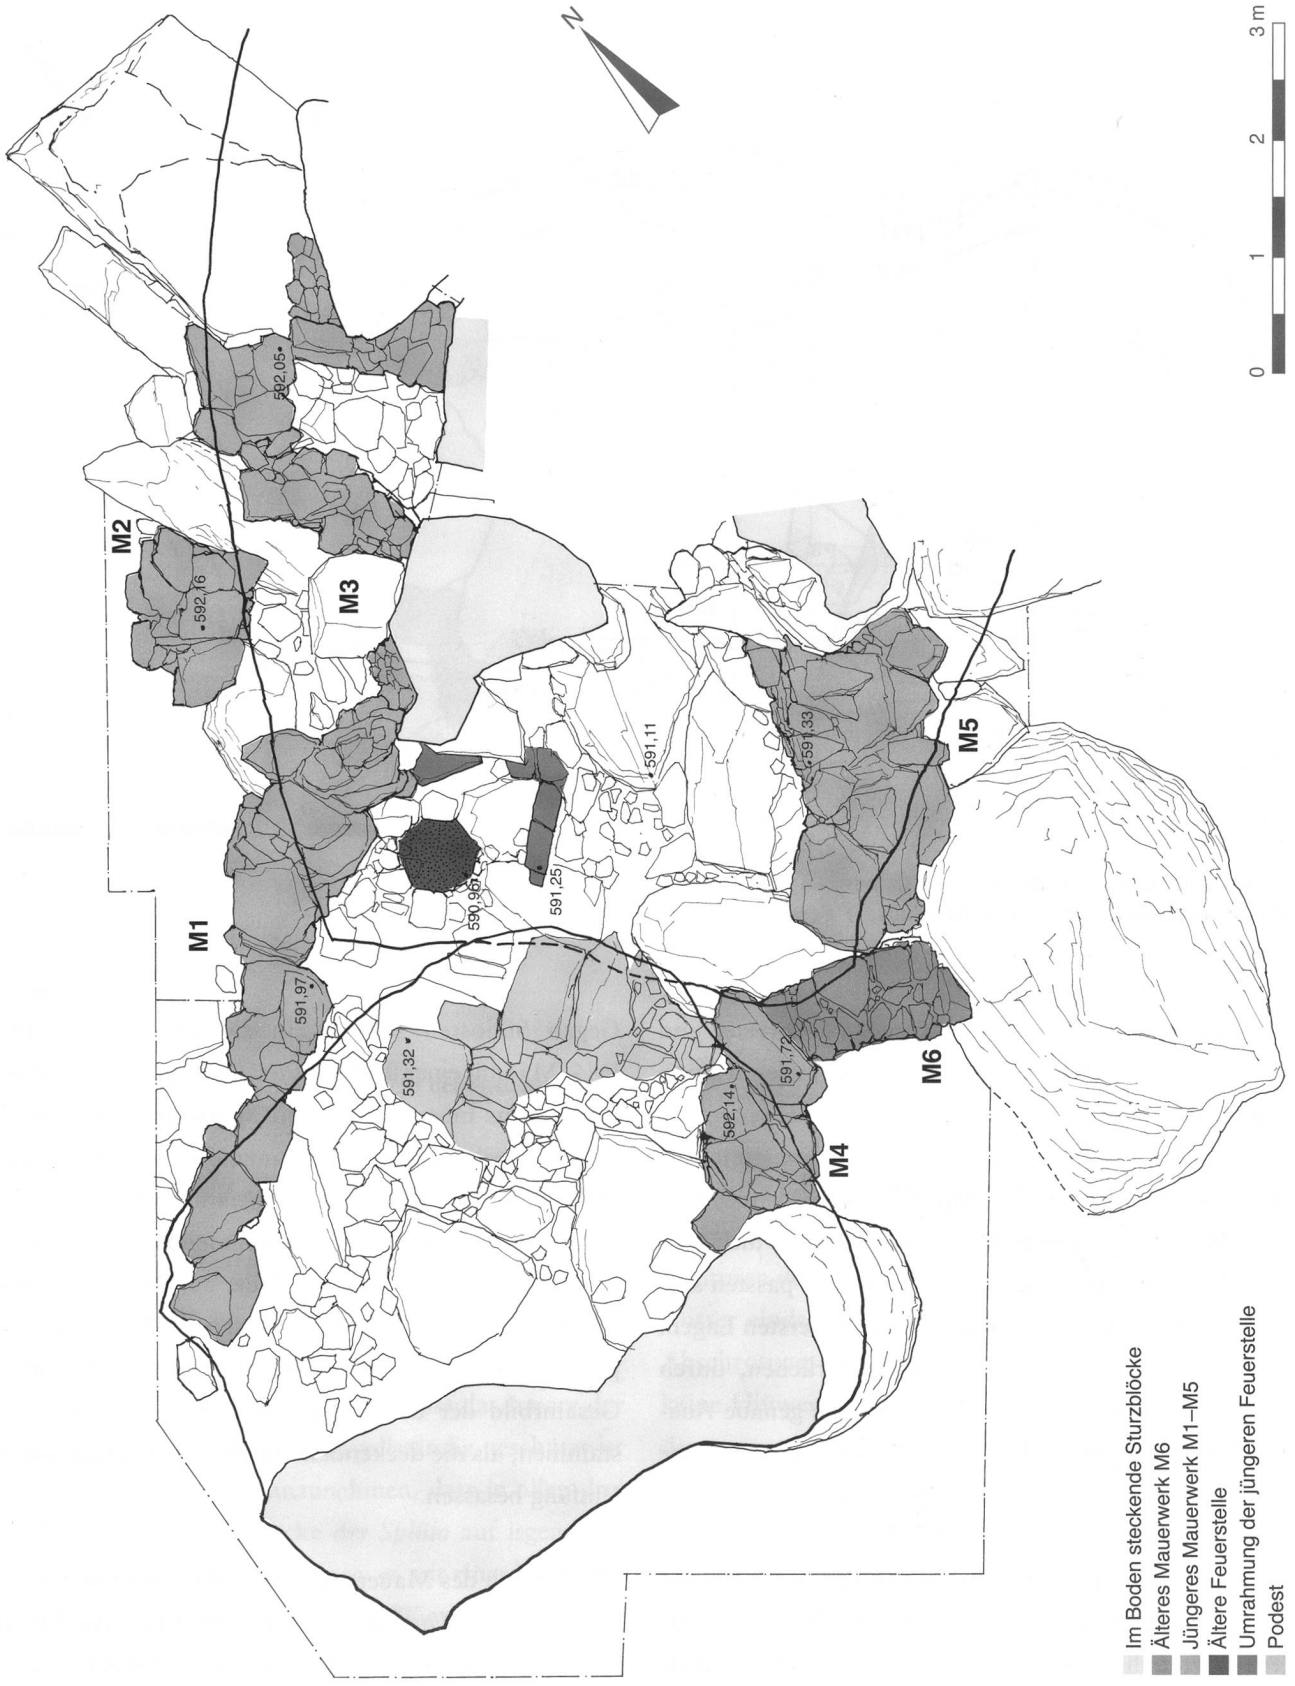 N
M2
592,05
592,16
M3
M1
591,97
590,96
591,25
591,11
591,33
M5
591,32
591,72
592,14
M6
M4
0 1 2 3 m
Im Boden steckende Sturzblöcke
Älteres Mauerwerk M6
Jüngeres Mauerwerk M1–M5
Ältere Feuerstelle
Umrahmung der jüngeren Feuerstelle
Podest